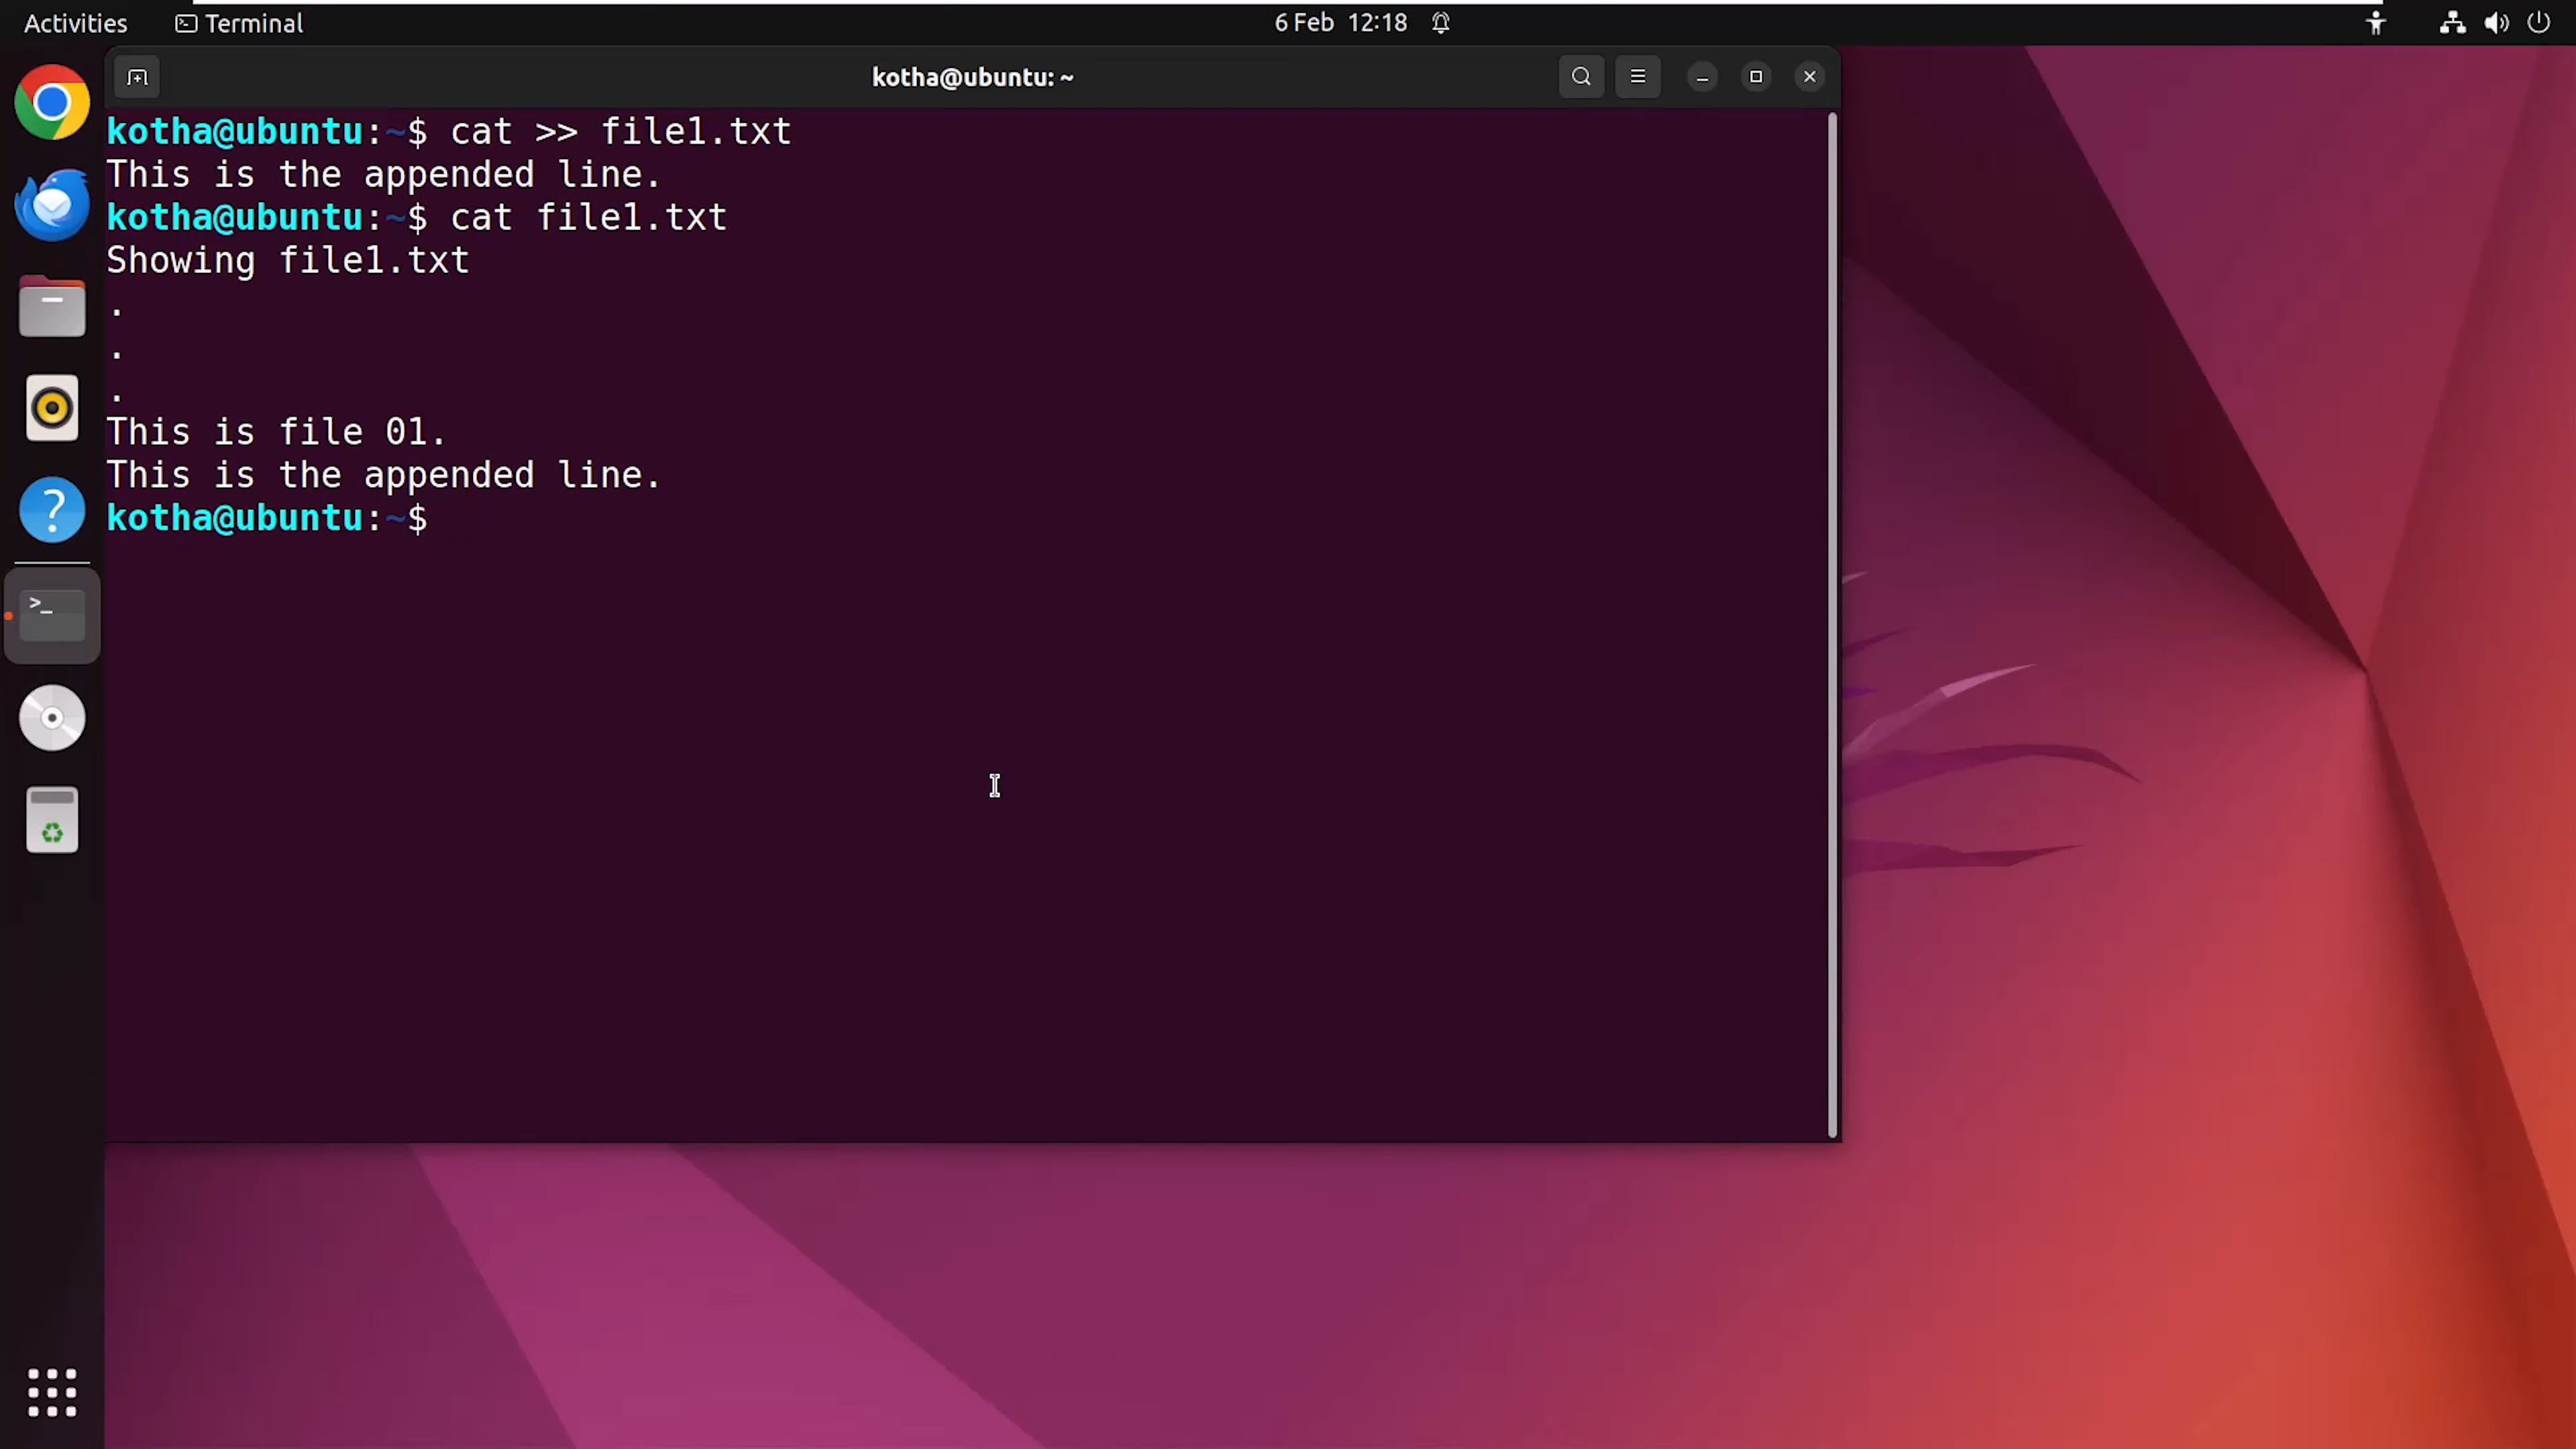 Activities Terminal 6 Feb 12:18
kotha@ubuntu: ~
kotha@ubuntu:~$ cat >> file1.txt
This is the appended line.
kotha@ubuntu:~$ cat file1.txt
Showing file1.txt
.
.
.
This is file 01.
This is the appended line.
kotha@ubuntu:~$